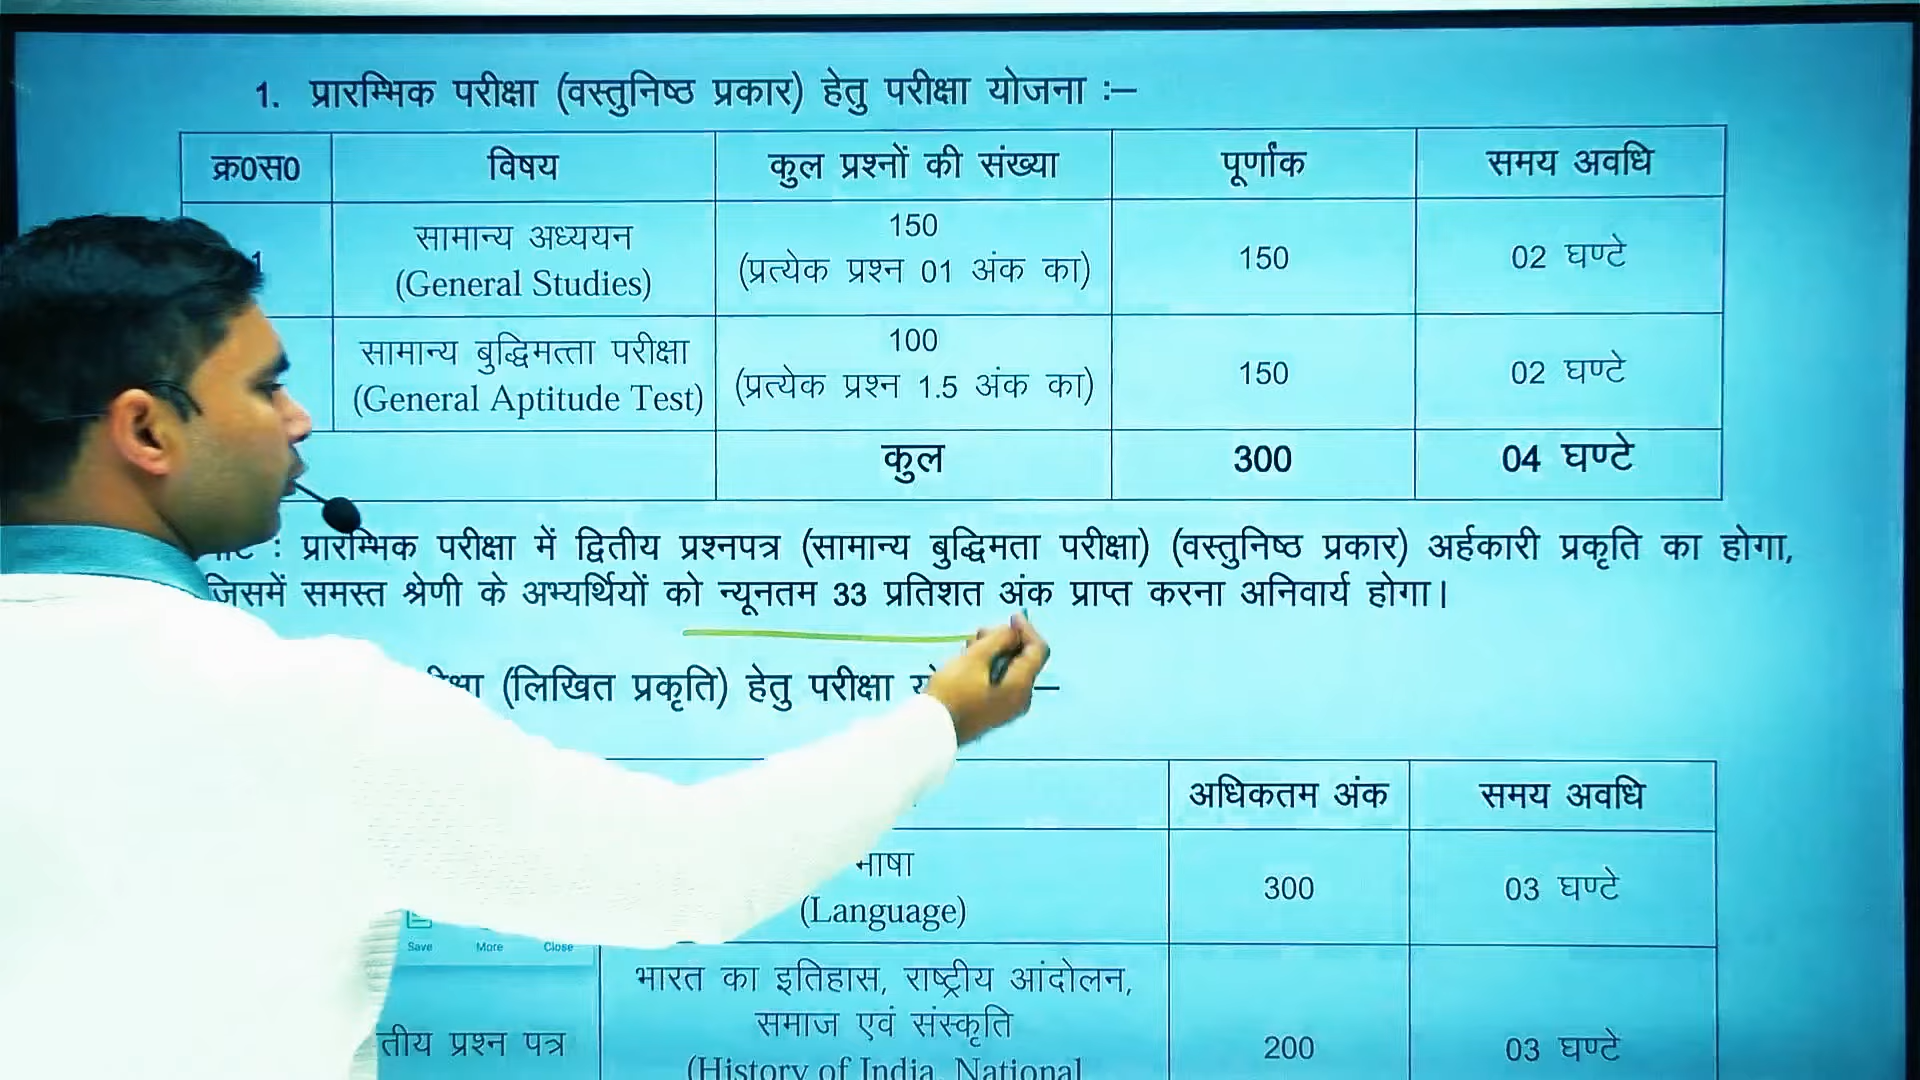 1. प्रारम्भिक परीक्षा (वस्तुनिष्ठ प्रकार) हेतु परीक्षा योजना :–
क्र0स0 विषय कुल प्रश्नों की संख्या पूर्णांक समय अवधि
1 सामान्य अध्ययन (General Studies) 150 (प्रत्येक प्रश्न 01 अंक का) 150 02 घण्टे
सामान्य बुद्धिमत्ता परीक्षा (General Aptitude Test) 100 (प्रत्येक प्रश्न 1.5 अंक का) 150 02 घण्टे
कुल 300 04 घण्टे
: प्रारम्भिक परीक्षा में द्वितीय प्रश्नपत्र (सामान्य बुद्धिमता परीक्षा) (वस्तुनिष्ठ प्रकार) अर्हकारी प्रकृति का होगा,
जिसमें समस्त श्रेणी के अभ्यर्थियों को न्यूनतम 33 प्रतिशत अंक प्राप्त करना अनिवार्य होगा।
(लिखित प्रकृति) हेतु परीक्षा –
अधिकतम अंक समय अवधि
भाषा
(Language) 300 03 घण्टे
Save More Close
भारत का इतिहास, राष्ट्रीय आंदोलन,
समाज एवं संस्कृति
प्रश्न पत्र 200 03 घण्टे
(History of India, National